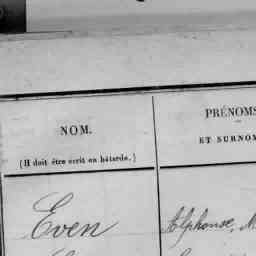 NOM.
(Il doit être écrit en bâtarde.)
PRÉNOMS
ET SURNOM
Even
Alphonse, M